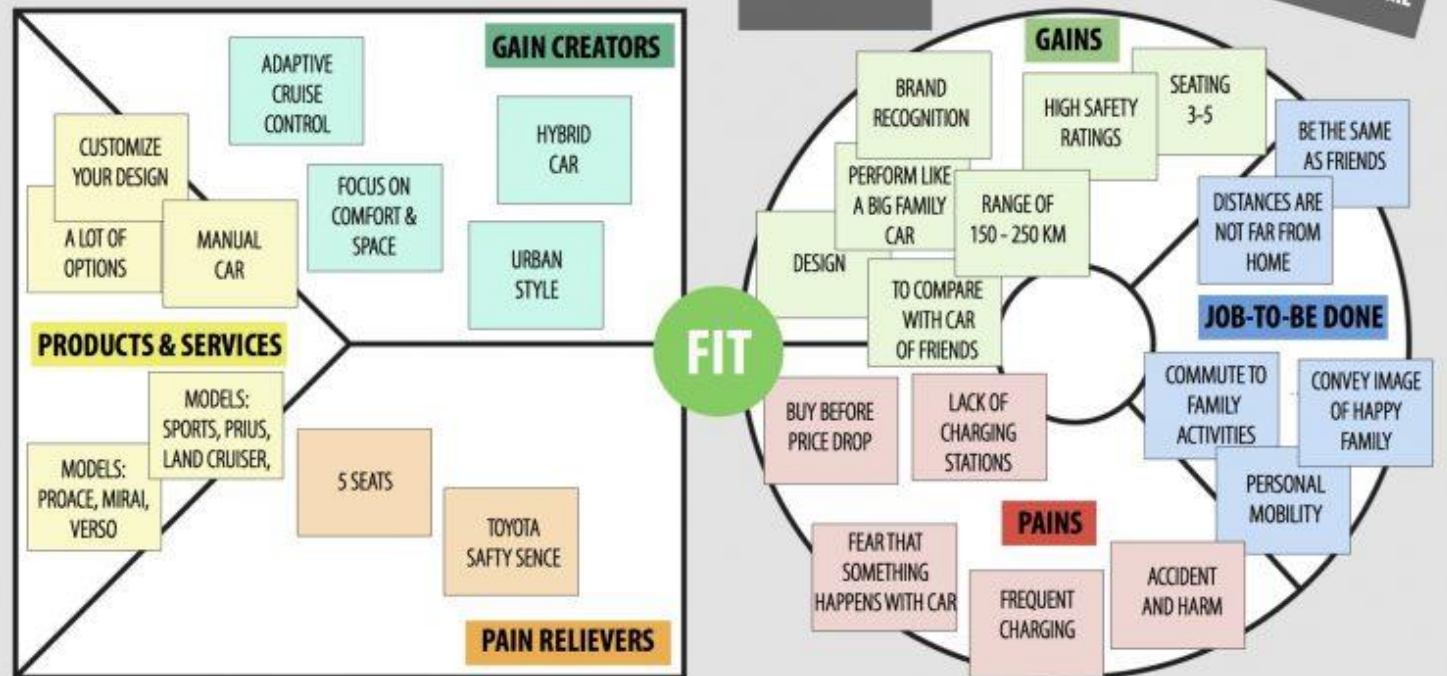 GAIN CREATORS
ADAPTIVE
CRUISE
CONTROL
HYBRID
CAR
FOCUS ON
COMFORT &
SPACE
URBAN
STYLE
CUSTOMIZE
YOUR DESIGN
A LOT OF
OPTIONS
MANUAL
CAR
PRODUCTS & SERVICES
MODELS:
SPORTS, PRIUS,
LAND CRUISER,
MODELS:
PROACE, MIRAI,
VERSO
5 SEATS
TOYOTA
SAFTY SENCE
PAIN RELIEVERS
FIT
GAINS
BRAND
RECOGNITION
HIGH SAFETY
RATINGS
SEATING
3-5
PERFORM LIKE
A BIG FAMILY
CAR
RANGE OF
150 - 250 KM
DESIGN
TO COMPARE
WITH CAR
OF FRIENDS
BE THE SAME
AS FRIENDS
DISTANCES ARE
NOT FAR FROM
HOME
JOB-TO-BE DONE
COMMUTE TO
FAMILY
ACTIVITIES
CONVEY IMAGE
OF HAPPY
FAMILY
PERSONAL
MOBILITY
BUY BEFORE
PRICE DROP
LACK OF
CHARGING
STATIONS
PAINS
FEAR THAT
SOMETHING
HAPPENS WITH CAR
FREQUENT
CHARGING
ACCIDENT
AND HARM